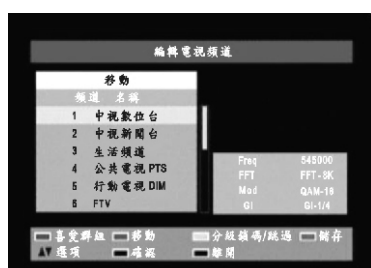 編輯電視頻道
移動
頻道 名稱
1 中視數位台
2 中視新聞台
3 生活頻道
4 公共電視 PTS
5 行動電視 DIM
6 FTV
Freq 545000
FFT FFT-8K
Mod QAM-16
GI GI-1/4
喜愛群組 移動 分級鎖碼/跳過 儲存
▲▼ 選項 確認 離開